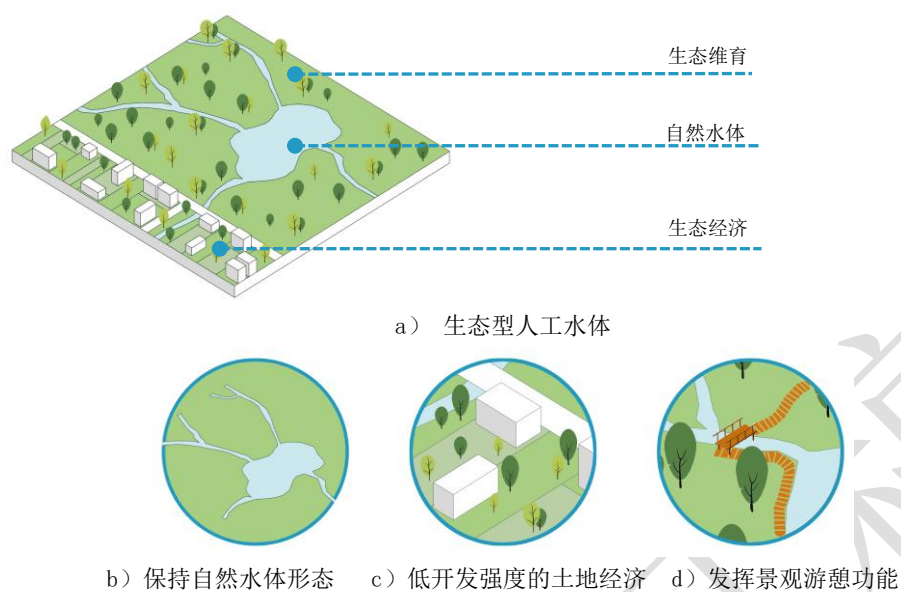 生态维育
自然水体
生态经济
a） 生态型人工水体
b）保持自然水体形态 c）低开发强度的土地经济 d）发挥景观游憩功能